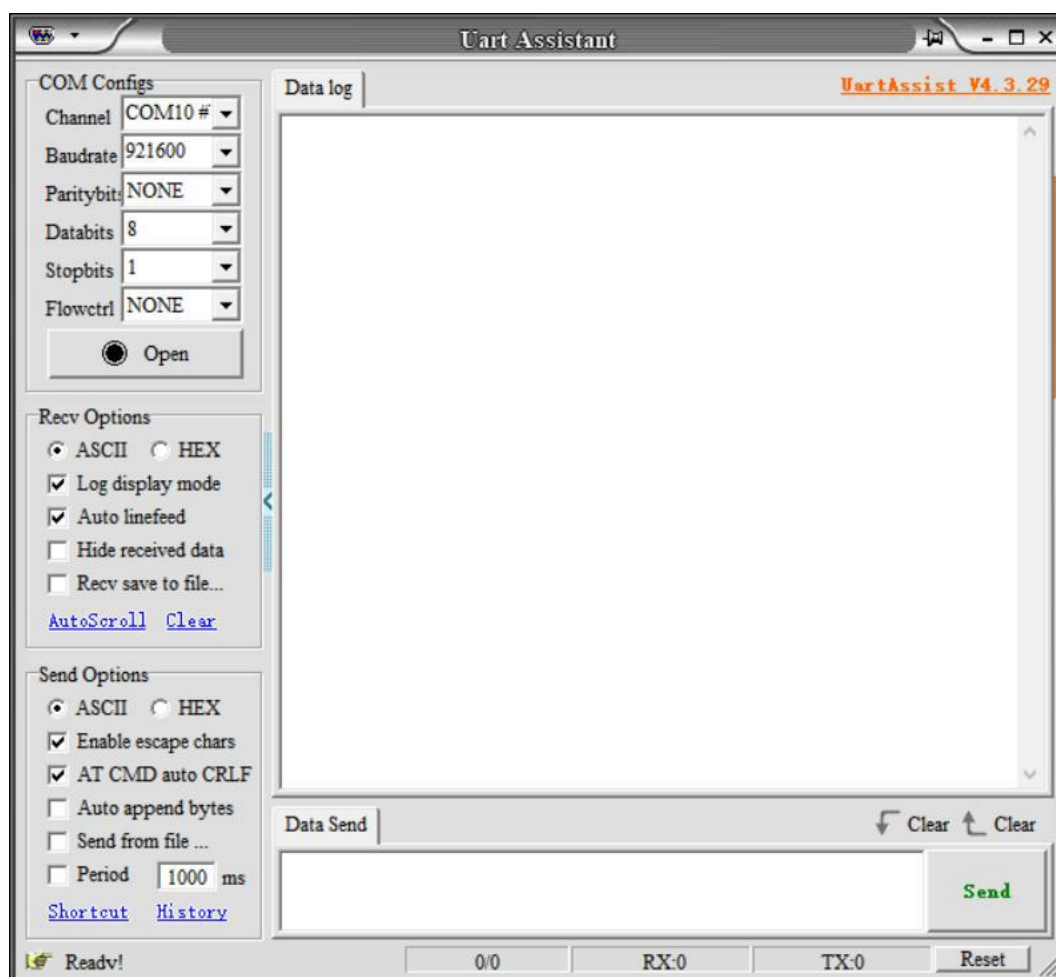 Uart Assistant
COM Configs
Channel COM10 #
Baudrate 921600
Paritybits NONE
Databits 8
Stopbits 1
Flowctrl NONE
Open
Recv Options
ASCII HEX
Log display mode
Auto linefeed
Hide received data
Recv save to file...
AutoScroll Clear
Send Options
ASCII HEX
Enable escape chars
AT CMD auto CRLF
Auto append bytes
Send from file ...
Period 1000 ms
Shortcut History
Data log
UartAssist V4.3.29
Data Send
Clear Clear
Send
Ready!
0/0
RX:0
TX:0
Reset